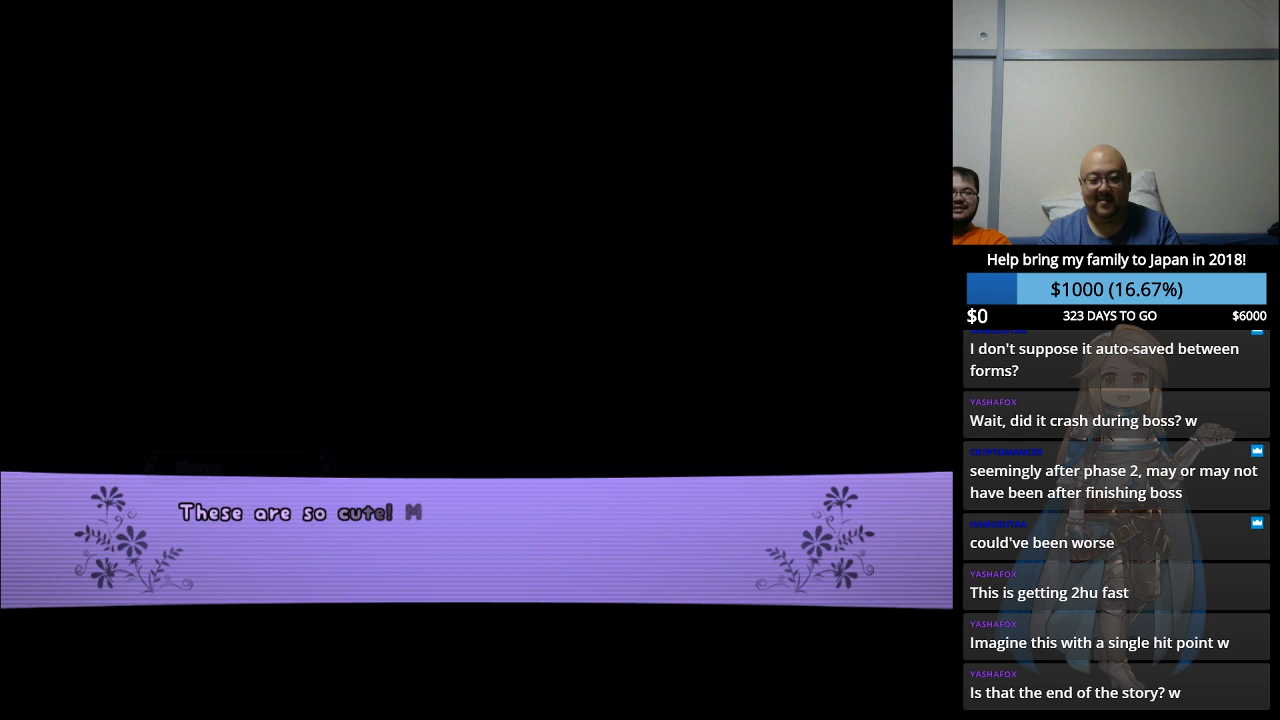 These are so cute! M
Help bring my family to Japan in 2018!
$1000 (16.67%)
$0
323 DAYS TO GO
$6000
I don't suppose it auto-saved between
forms?
YASHAFOX
Wait, did it crash during boss? w
CRYPTOMANCER
seemingly after phase 2, may or may not
have been after finishing boss
could've been worse
YASHAFOX
This is getting 2hu fast
YASHAFOX
Imagine this with a single hit point w
YASHAFOX
Is that the end of the story? w